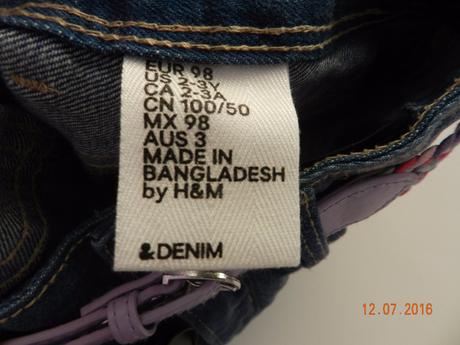 EUR 98
US 2-3Y
CA 2-3A
CN 100/50
MX 98
AUS 3
MADE IN
BANGLADESH
by H&M
&DENIM
12.07.2016